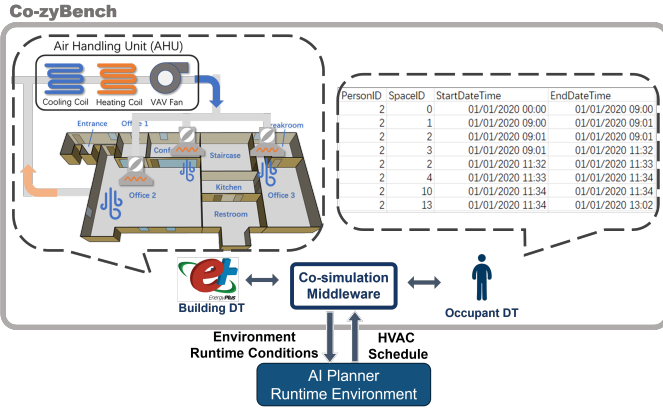 Co-zyBench
Air Handling Unit (AHU)
Cooling Coil Heating Coil VAV Fan
Entrance
Breakroom
Staircase
Kitchen
Office 2
Office 3
Restroom
PersonID SpaceID StartDateTime EndDateTime
2 0 01/01/2020 00:00 01/01/2020 09:00
2 1 01/01/2020 09:00 01/01/2020 09:01
2 2 01/01/2020 09:01 01/01/2020 09:01
2 3 01/01/2020 09:01 01/01/2020 11:32
2 2 01/01/2020 11:32 01/01/2020 11:33
2 4 01/01/2020 11:33 01/01/2020 11:34
2 10 01/01/2020 11:34 01/01/2020 11:34
2 13 01/01/2020 11:34 01/01/2020 13:02
EnergyPlus
Building DT
Co-simulation
Middleware
Occupant DT
Environment
Runtime Conditions
HVAC
Schedule
AI Planner
Runtime Environment